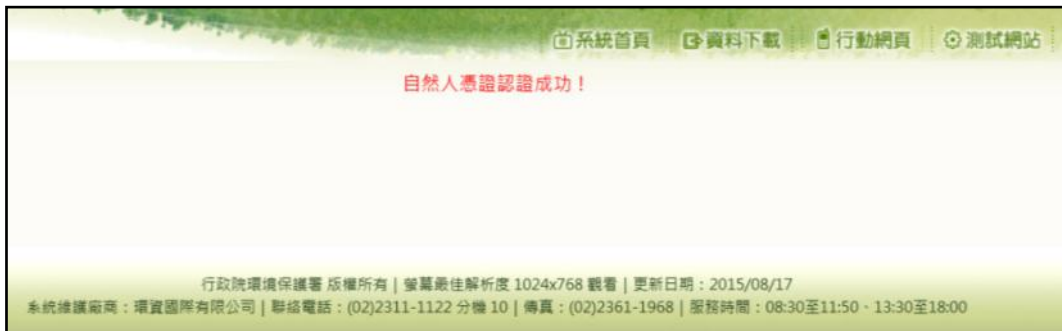 系統首頁 資料下載 行動網頁 測試網站
自然人憑證認證成功！
行政院環境保護署 版權所有 | 螢幕最佳解析度 1024x768 觀看 | 更新日期：2015/08/17
系統維護廠商：環資國際有限公司 | 聯絡電話：(02)2311-1122 分機 10 | 傳真：(02)2361-1968 | 服務時間：08:30至11:50、13:30至18:00